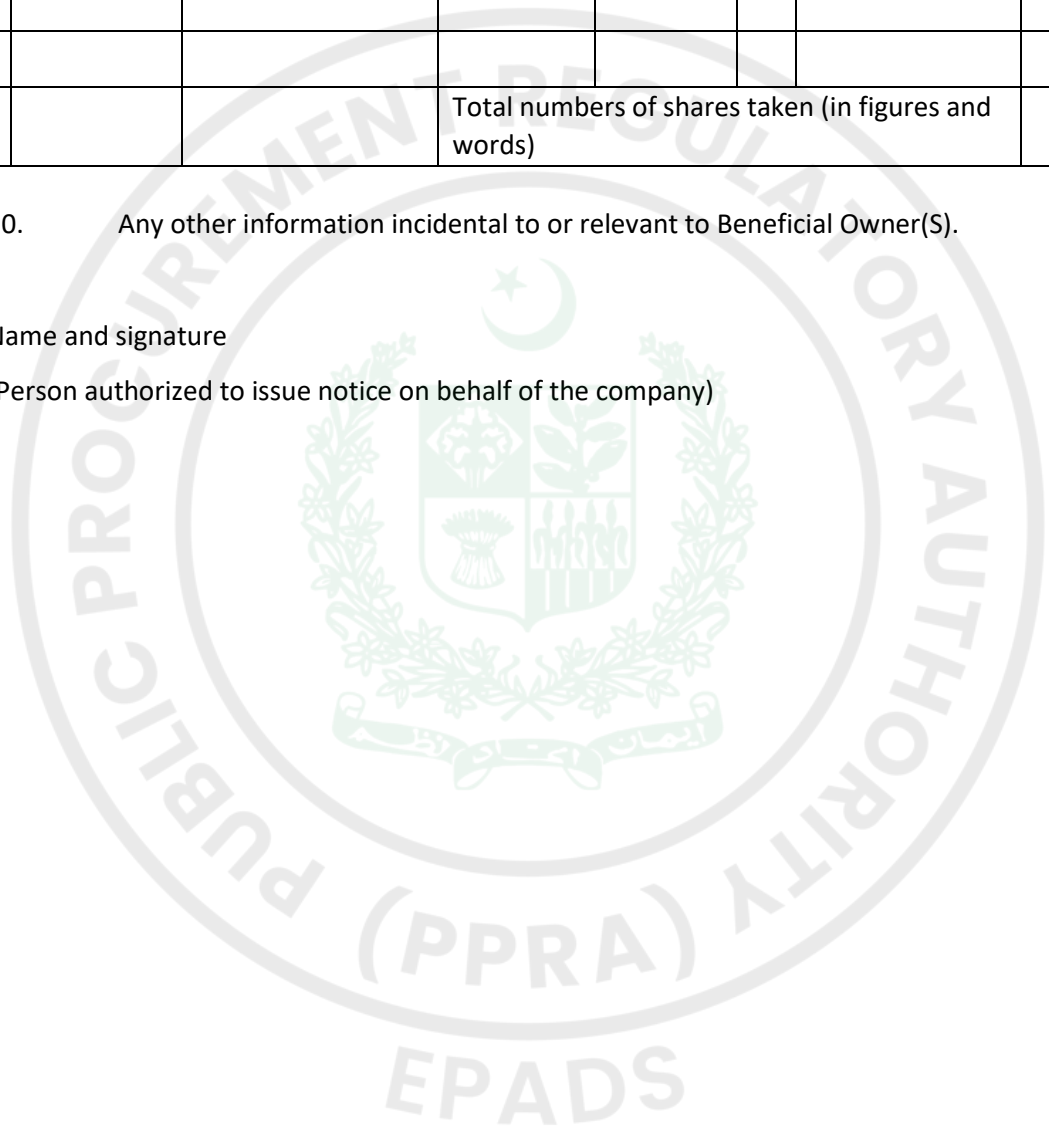 Total numbers of shares taken (in figures and
words)
0. Any other information incidental to or relevant to Beneficial Owner(S).
Name and signature
Person authorized to issue notice on behalf of the company)
PUBLIC PROCUREMENT REGULATORY AUTHORITY
(PPRA)
EPADS